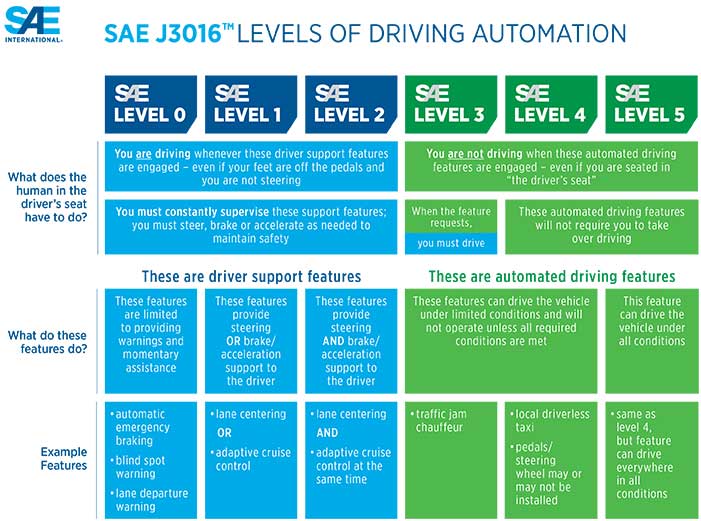 SAE
INTERNATIONAL
SAE J3016™ LEVELS OF DRIVING AUTOMATION
SAE
LEVEL 0
SAE
LEVEL 1
SAE
LEVEL 2
SAE
LEVEL 3
SAE
LEVEL 4
SAE
LEVEL 5
What does the
human in the
driver's seat
have to do?
You are driving whenever these driver support features
are engaged – even if your feet are off the pedals and
you are not steering
You are not driving when these automated driving
features are engaged – even if you are seated in
"the driver's seat"
You must constantly supervise these support features;
you must steer, brake or accelerate as needed to
maintain safety
When the feature
requests,
you must drive
These automated driving features
will not require you to take
over driving
These are driver support features
These are automated driving features
What do these
features do?
These features
are limited
to providing
warnings and
momentary
assistance
These features
provide
steering
OR brake/
acceleration
support to
the driver
These features
provide
steering
AND brake/
acceleration
support to
the driver
These features can drive the vehicle
under limited conditions and will
not operate unless all required
conditions are met
This feature
can drive the
vehicle under
all conditions
Example
Features
• automatic
emergency
braking
• blind spot
warning
• lane departure
warning
• lane centering
OR
• adaptive cruise
control
• lane centering
AND
• adaptive cruise
control at the
same time
• traffic jam
chauffeur
• local driverless
taxi
• pedals/
steering
wheel may or
may not be
installed
• same as
level 4,
but feature
can drive
everywhere
in all
conditions